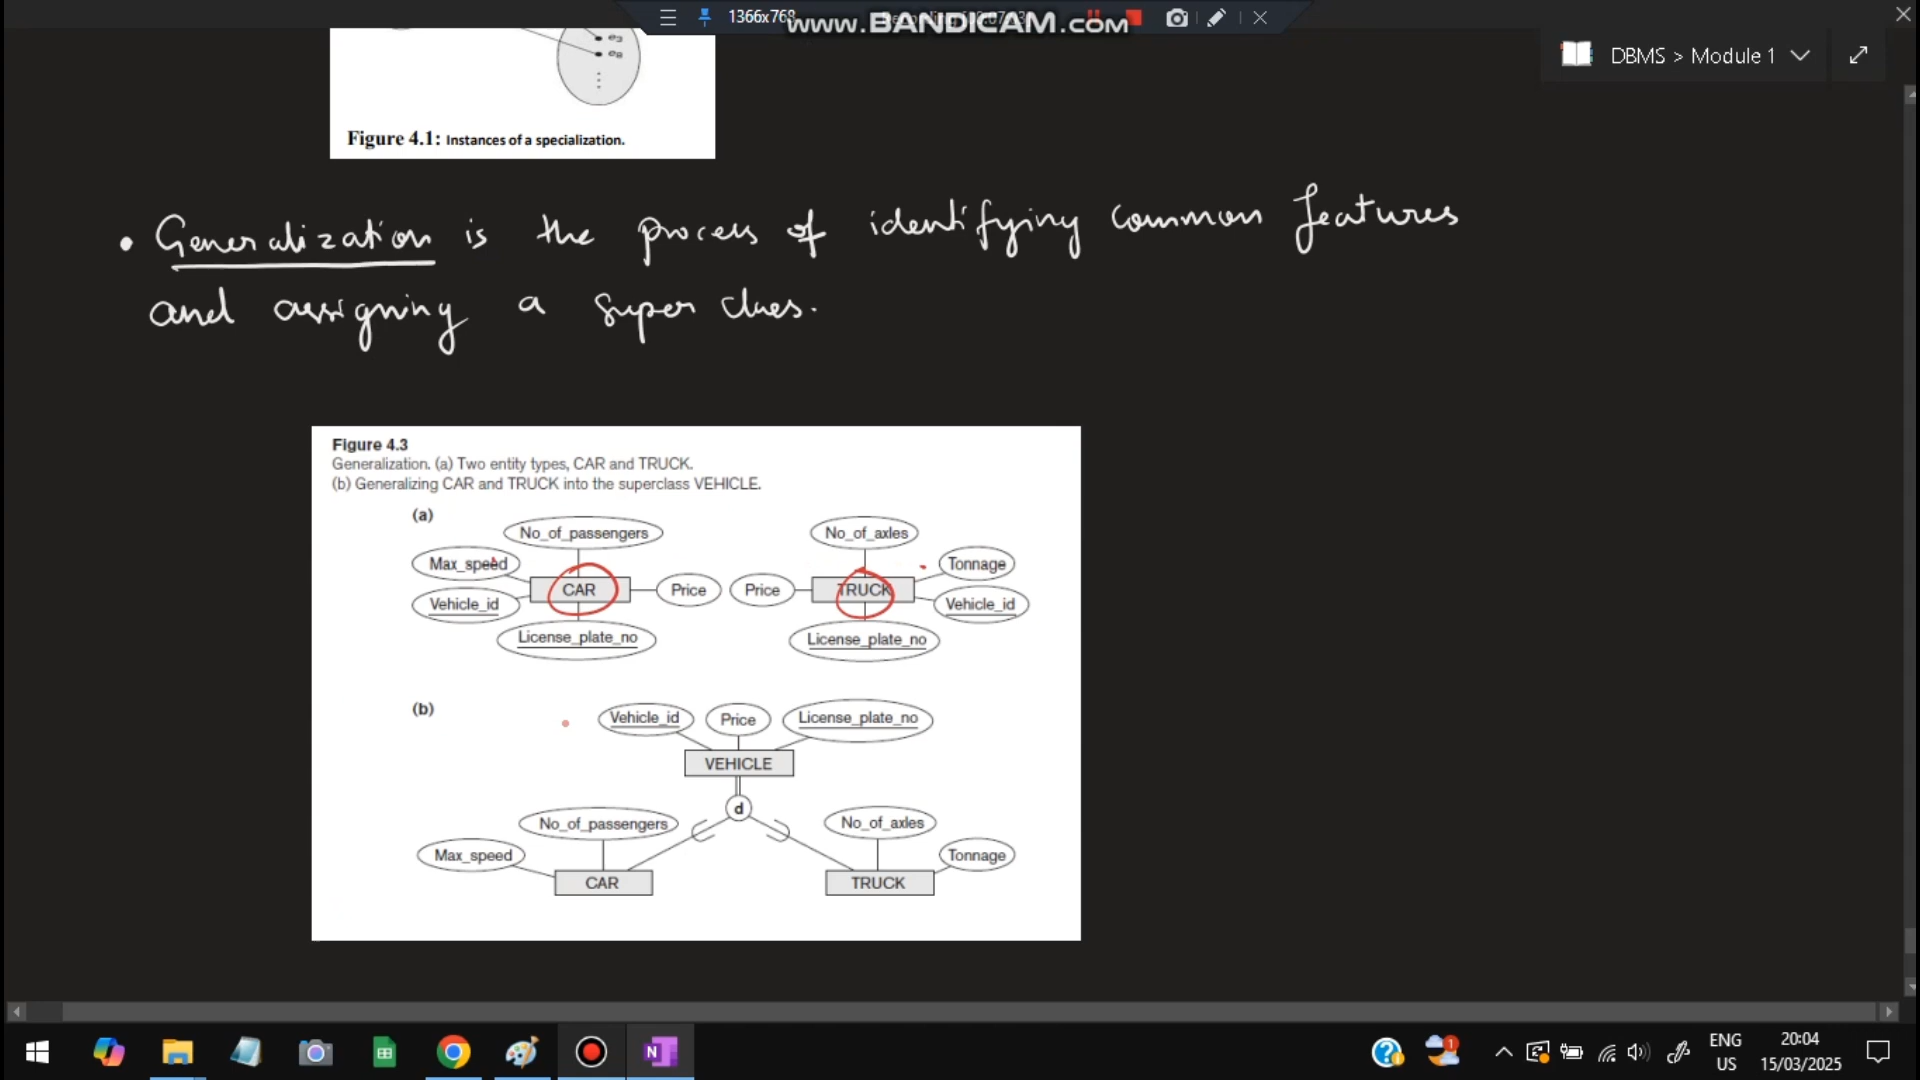 1366x768
www.BANDICAM.com
DBMS > Module 1
e₈
Figure 4.1: Instances of a specialization.
• Generalization is the process of identifying common features
and assigning a super class.
Figure 4.3
Generalization. (a) Two entity types, CAR and TRUCK.
(b) Generalizing CAR and TRUCK into the superclass VEHICLE.
(a)
No_of_passengers
No_of_axles
Max_speed
Tonnage
CAR
Price
Price
TRUCK
Vehicle_id
Vehicle_id
License_plate_no
License_plate_no
(b)
Vehicle_id
Price
License_plate_no
VEHICLE
d
No_of_passengers
No_of_axles
Max_speed
Tonnage
CAR
TRUCK
ENG
US
20:04
15/03/2025